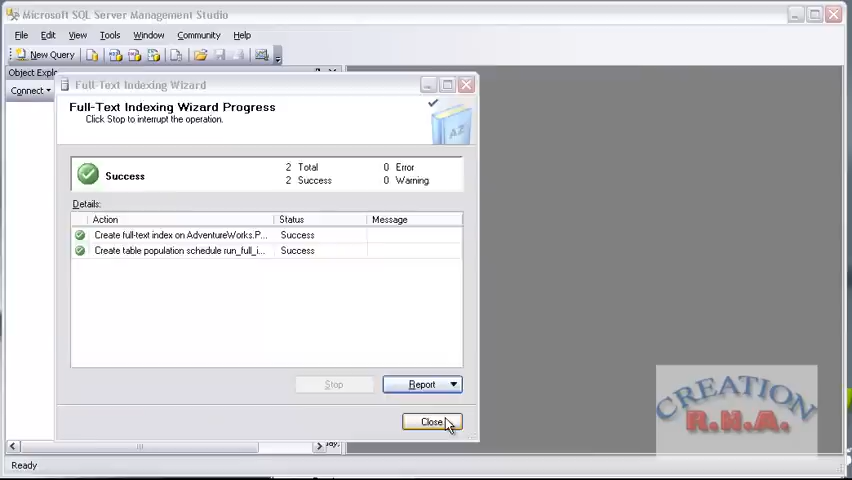 Microsoft SQL Server Management Studio
File Edit View Tools Window Community Help
New Query
Object Explo
Connect
Full-Text Indexing Wizard
Full-Text Indexing Wizard Progress
Click Stop to interrupt the operation.
AZ
Success
2 Total 0 Error
2 Success 0 Warning
Details:
Action Status Message
Create full-text index on AdventureWorks.P... Success
Create table population schedule run_full_i... Success
Stop Report
Close
Ready
CREATION
R.H.A.